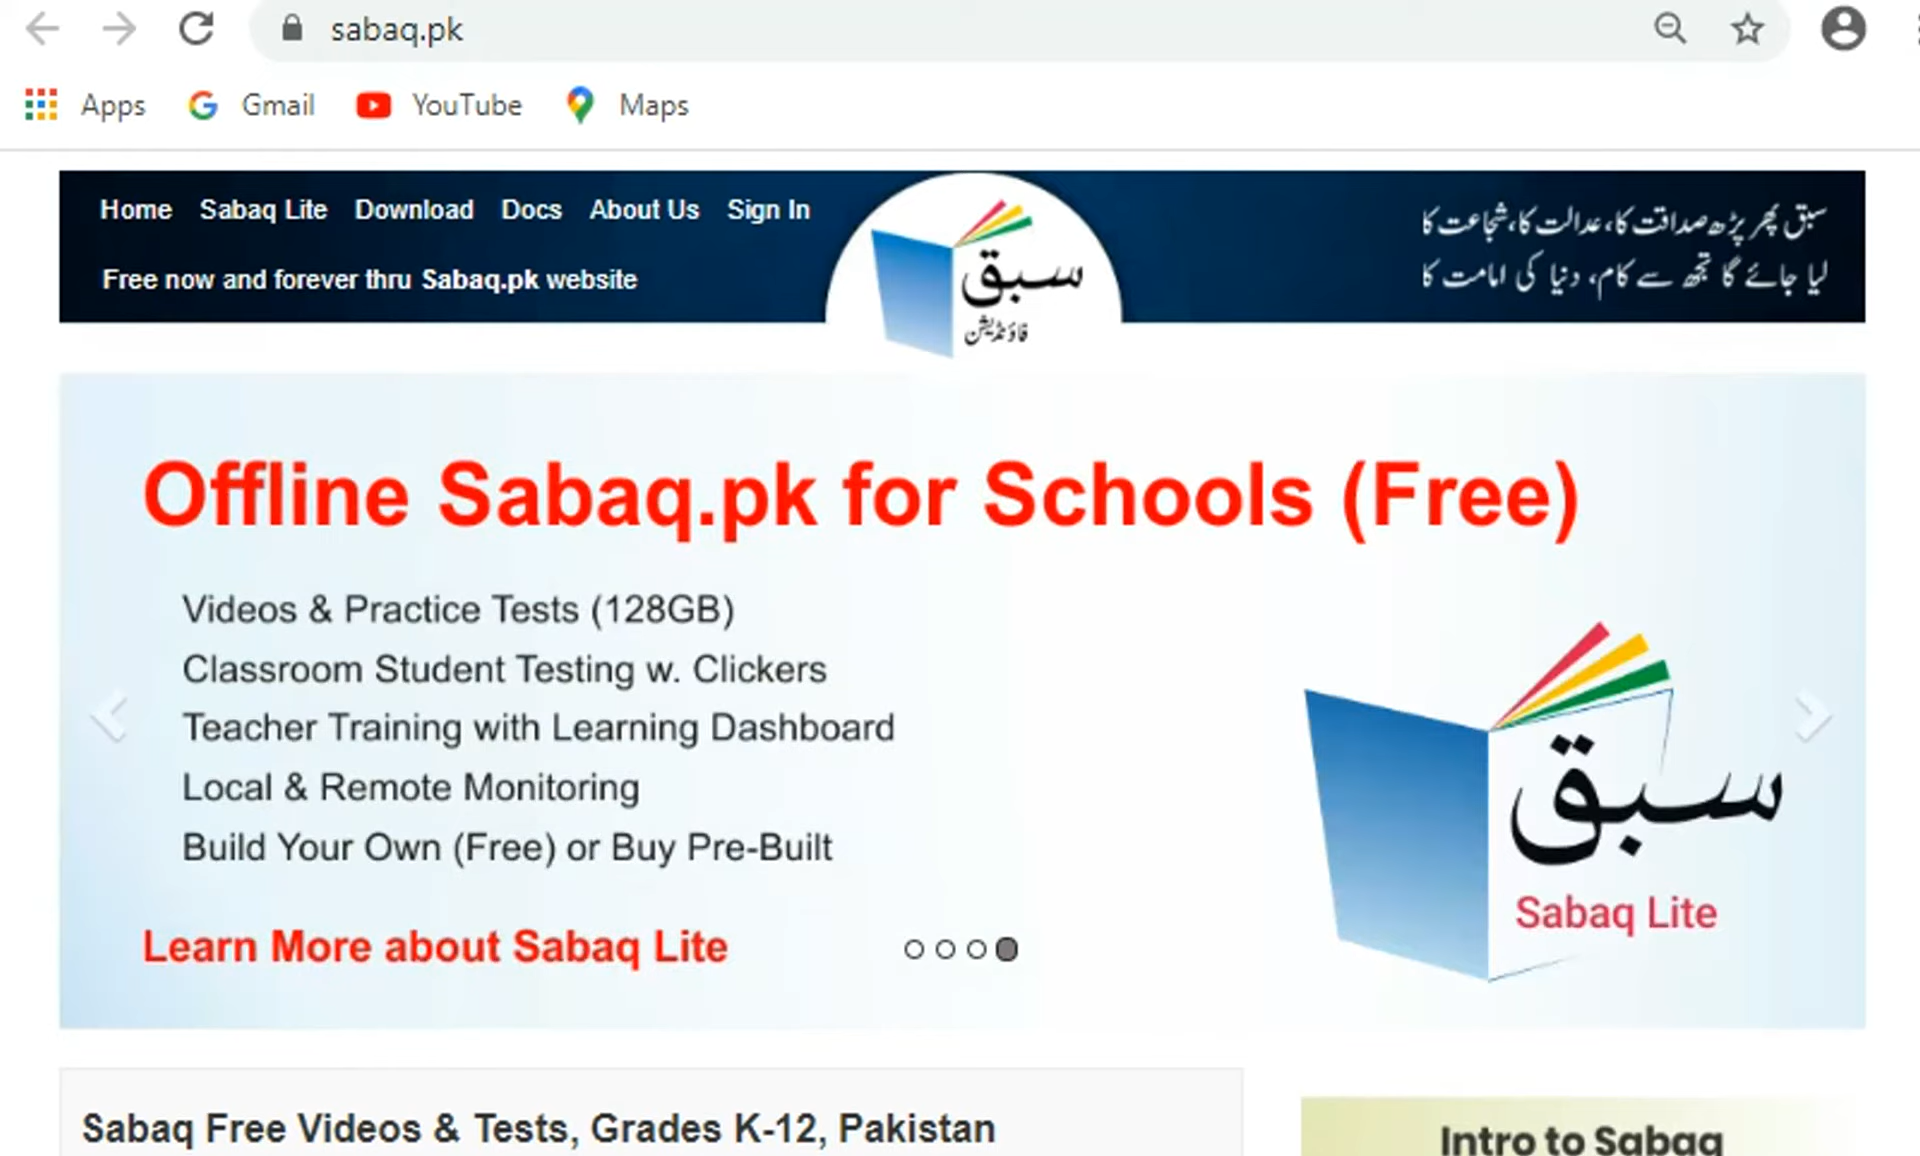 sabaq.pk
Apps Gmail YouTube Maps
Home Sabaq Lite Download Docs About Us Sign In
Free now and forever thru Sabaq.pk website
سبق
فاؤنڈیشن
سبق پھر پڑھ صداقت کا، عدالت کا، شجاعت کا
لیا جائے گا تجھ سے کام، دنیا کی امامت کا
Offline Sabaq.pk for Schools (Free)
Videos & Practice Tests (128GB)
Classroom Student Testing w. Clickers
Teacher Training with Learning Dashboard
Local & Remote Monitoring
Build Your Own (Free) or Buy Pre-Built
Learn More about Sabaq Lite
سبق
Sabaq Lite
Sabaq Free Videos & Tests, Grades K-12, Pakistan
Intro to Sabaq